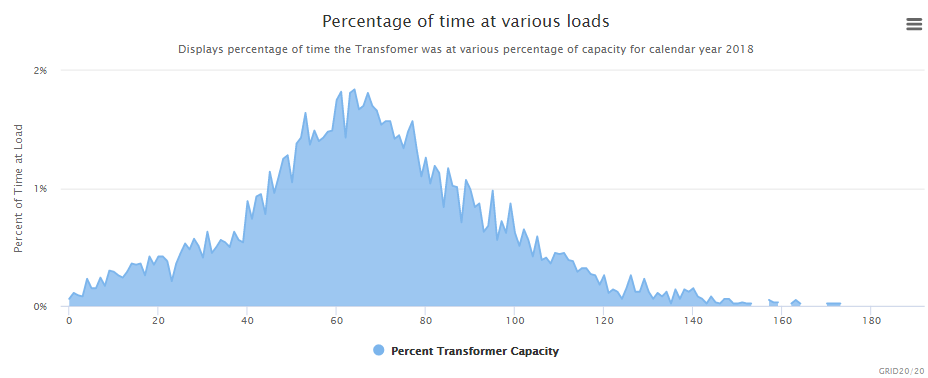 Percentage of time at various loads
Displays percentage of time the Transfomer was at various percentage of capacity for calendar year 2018
Percent of Time at Load
2%
1%
0%
0 20 40 60 80 100 120 140 160 180
Percent Transformer Capacity
GRID20/20